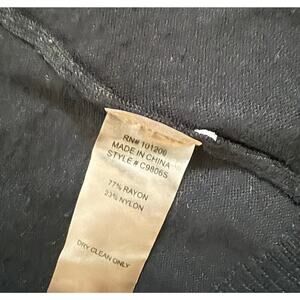 RN# 101206
MADE IN CHINA
STYLE # C9806S
77% RAYON
23% NYLON
DRY CLEAN ONLY